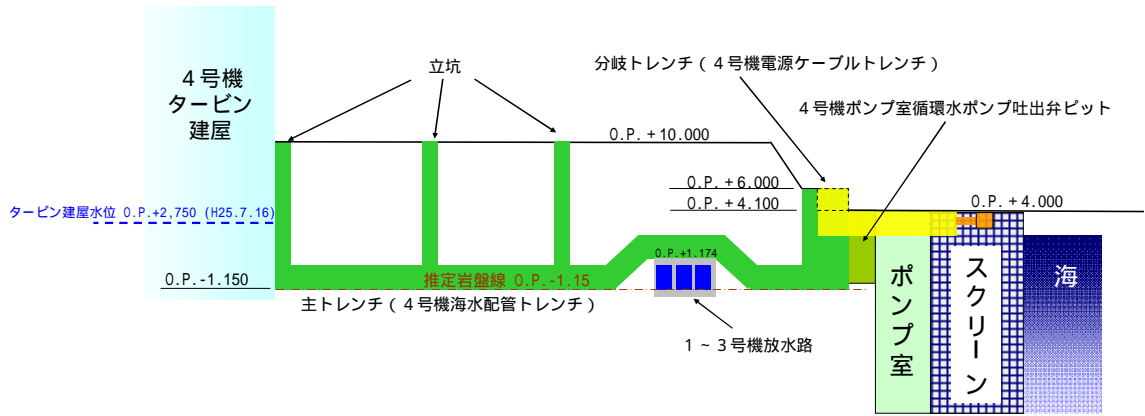 4号機
タービン
建屋
立坑
分岐トレンチ(4号機電源ケーブルトレンチ)
4号機ポンプ室循環水ポンプ吐出弁ピット
O.P.+10.000
O.P.+6.000
O.P.+4.100
O.P.+4.000
タービン建屋水位 O.P.+2,750 (H25.7.16)
O.P.+1.174
O.P.-1.150
推定岩盤線 O.P.-1.15
主トレンチ(4号機海水配管トレンチ)
1~3号機放水路
ポンプ室
スクリーン
海